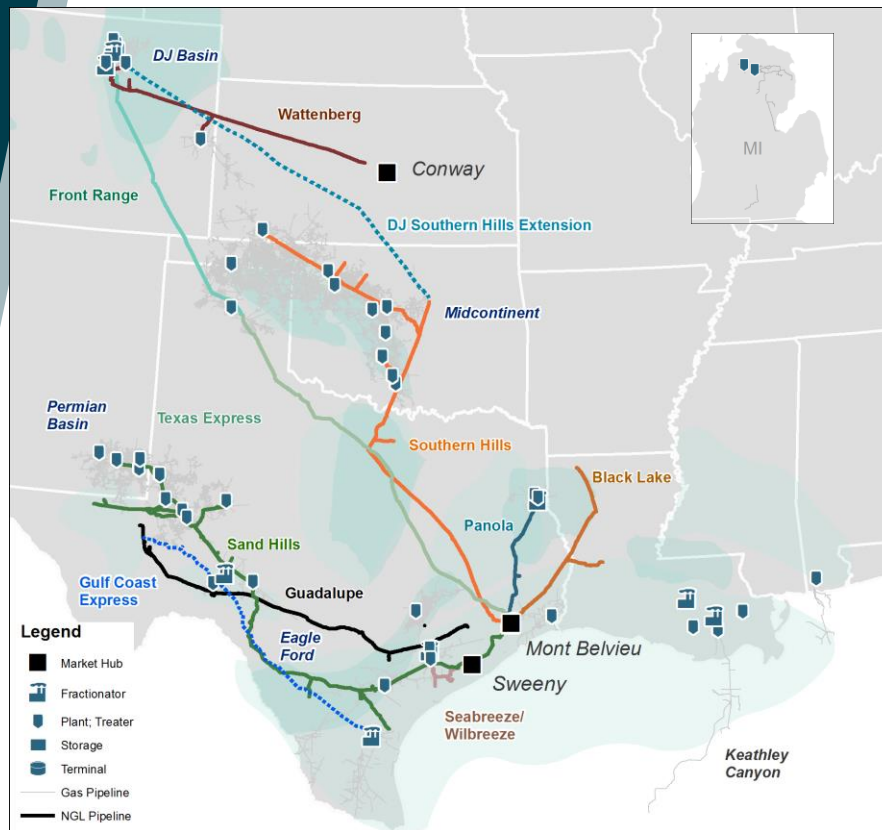 DJ Basin
Wattenberg
Conway
MI
Front Range
DJ Southern Hills Extension
Midcontinent
Permian
Basin
Texas Express
Southern Hills
Black Lake
Panola
Sand Hills
Gulf Coast
Express
Guadalupe
Eagle
Ford
Mont Belvieu
Sweeny
Seabreeze/
Wilbreeze
Keathley
Canyon
Legend
Market Hub
Fractionator
Plant; Treater
Storage
Terminal
Gas Pipeline
NGL Pipeline